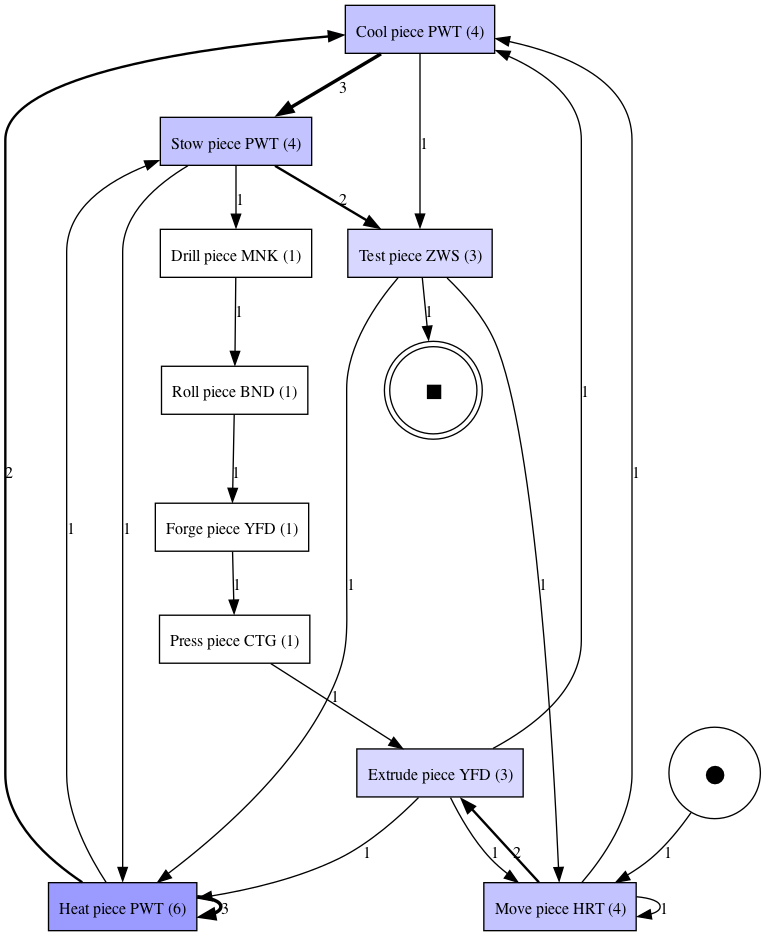 Cool piece PWT (4)
3
Stow piece PWT (4)
1
1
2
Drill piece MNK (1)
Test piece ZWS (3)
1
1
Roll piece BND (1)
1
2
1
1
1
Forge piece YFD (1)
1
1
1
1
Press piece CTG (1)
1
Extrude piece YFD (3)
1
1
2
1
Heat piece PWT (6)
3
Move piece HRT (4)
1